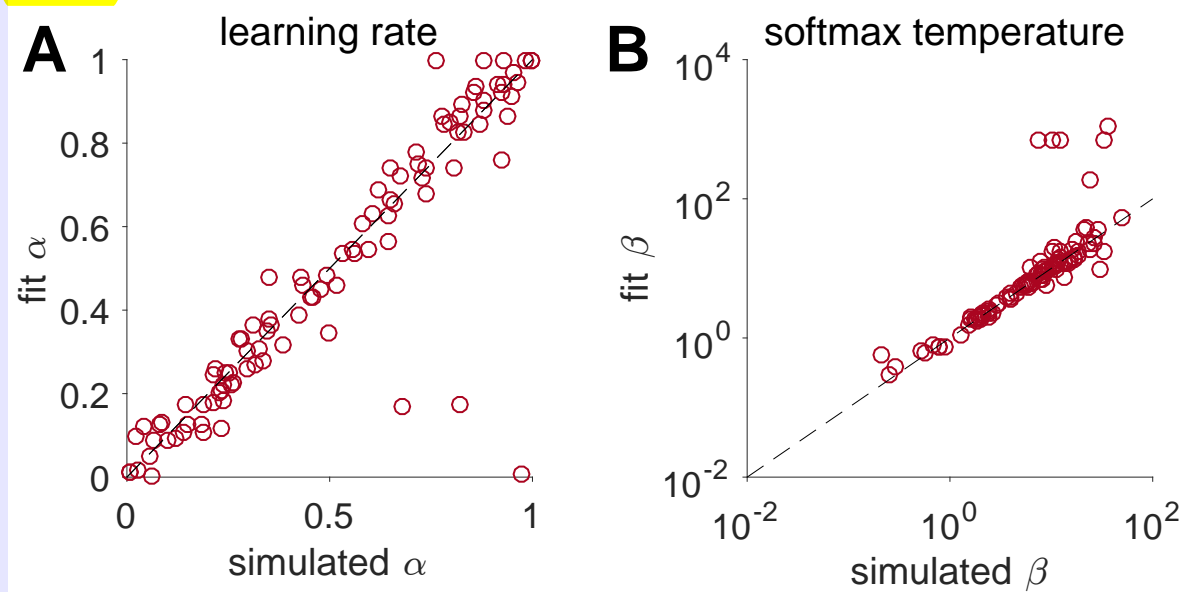 A
learning rate
1
0.8
0.6
0.4
0.2
0
fit α
0
0.5
1
simulated α
B
softmax temperature
10^4
10^2
10^0
10^-2
fit β
10^-2
10^0
10^2
simulated β